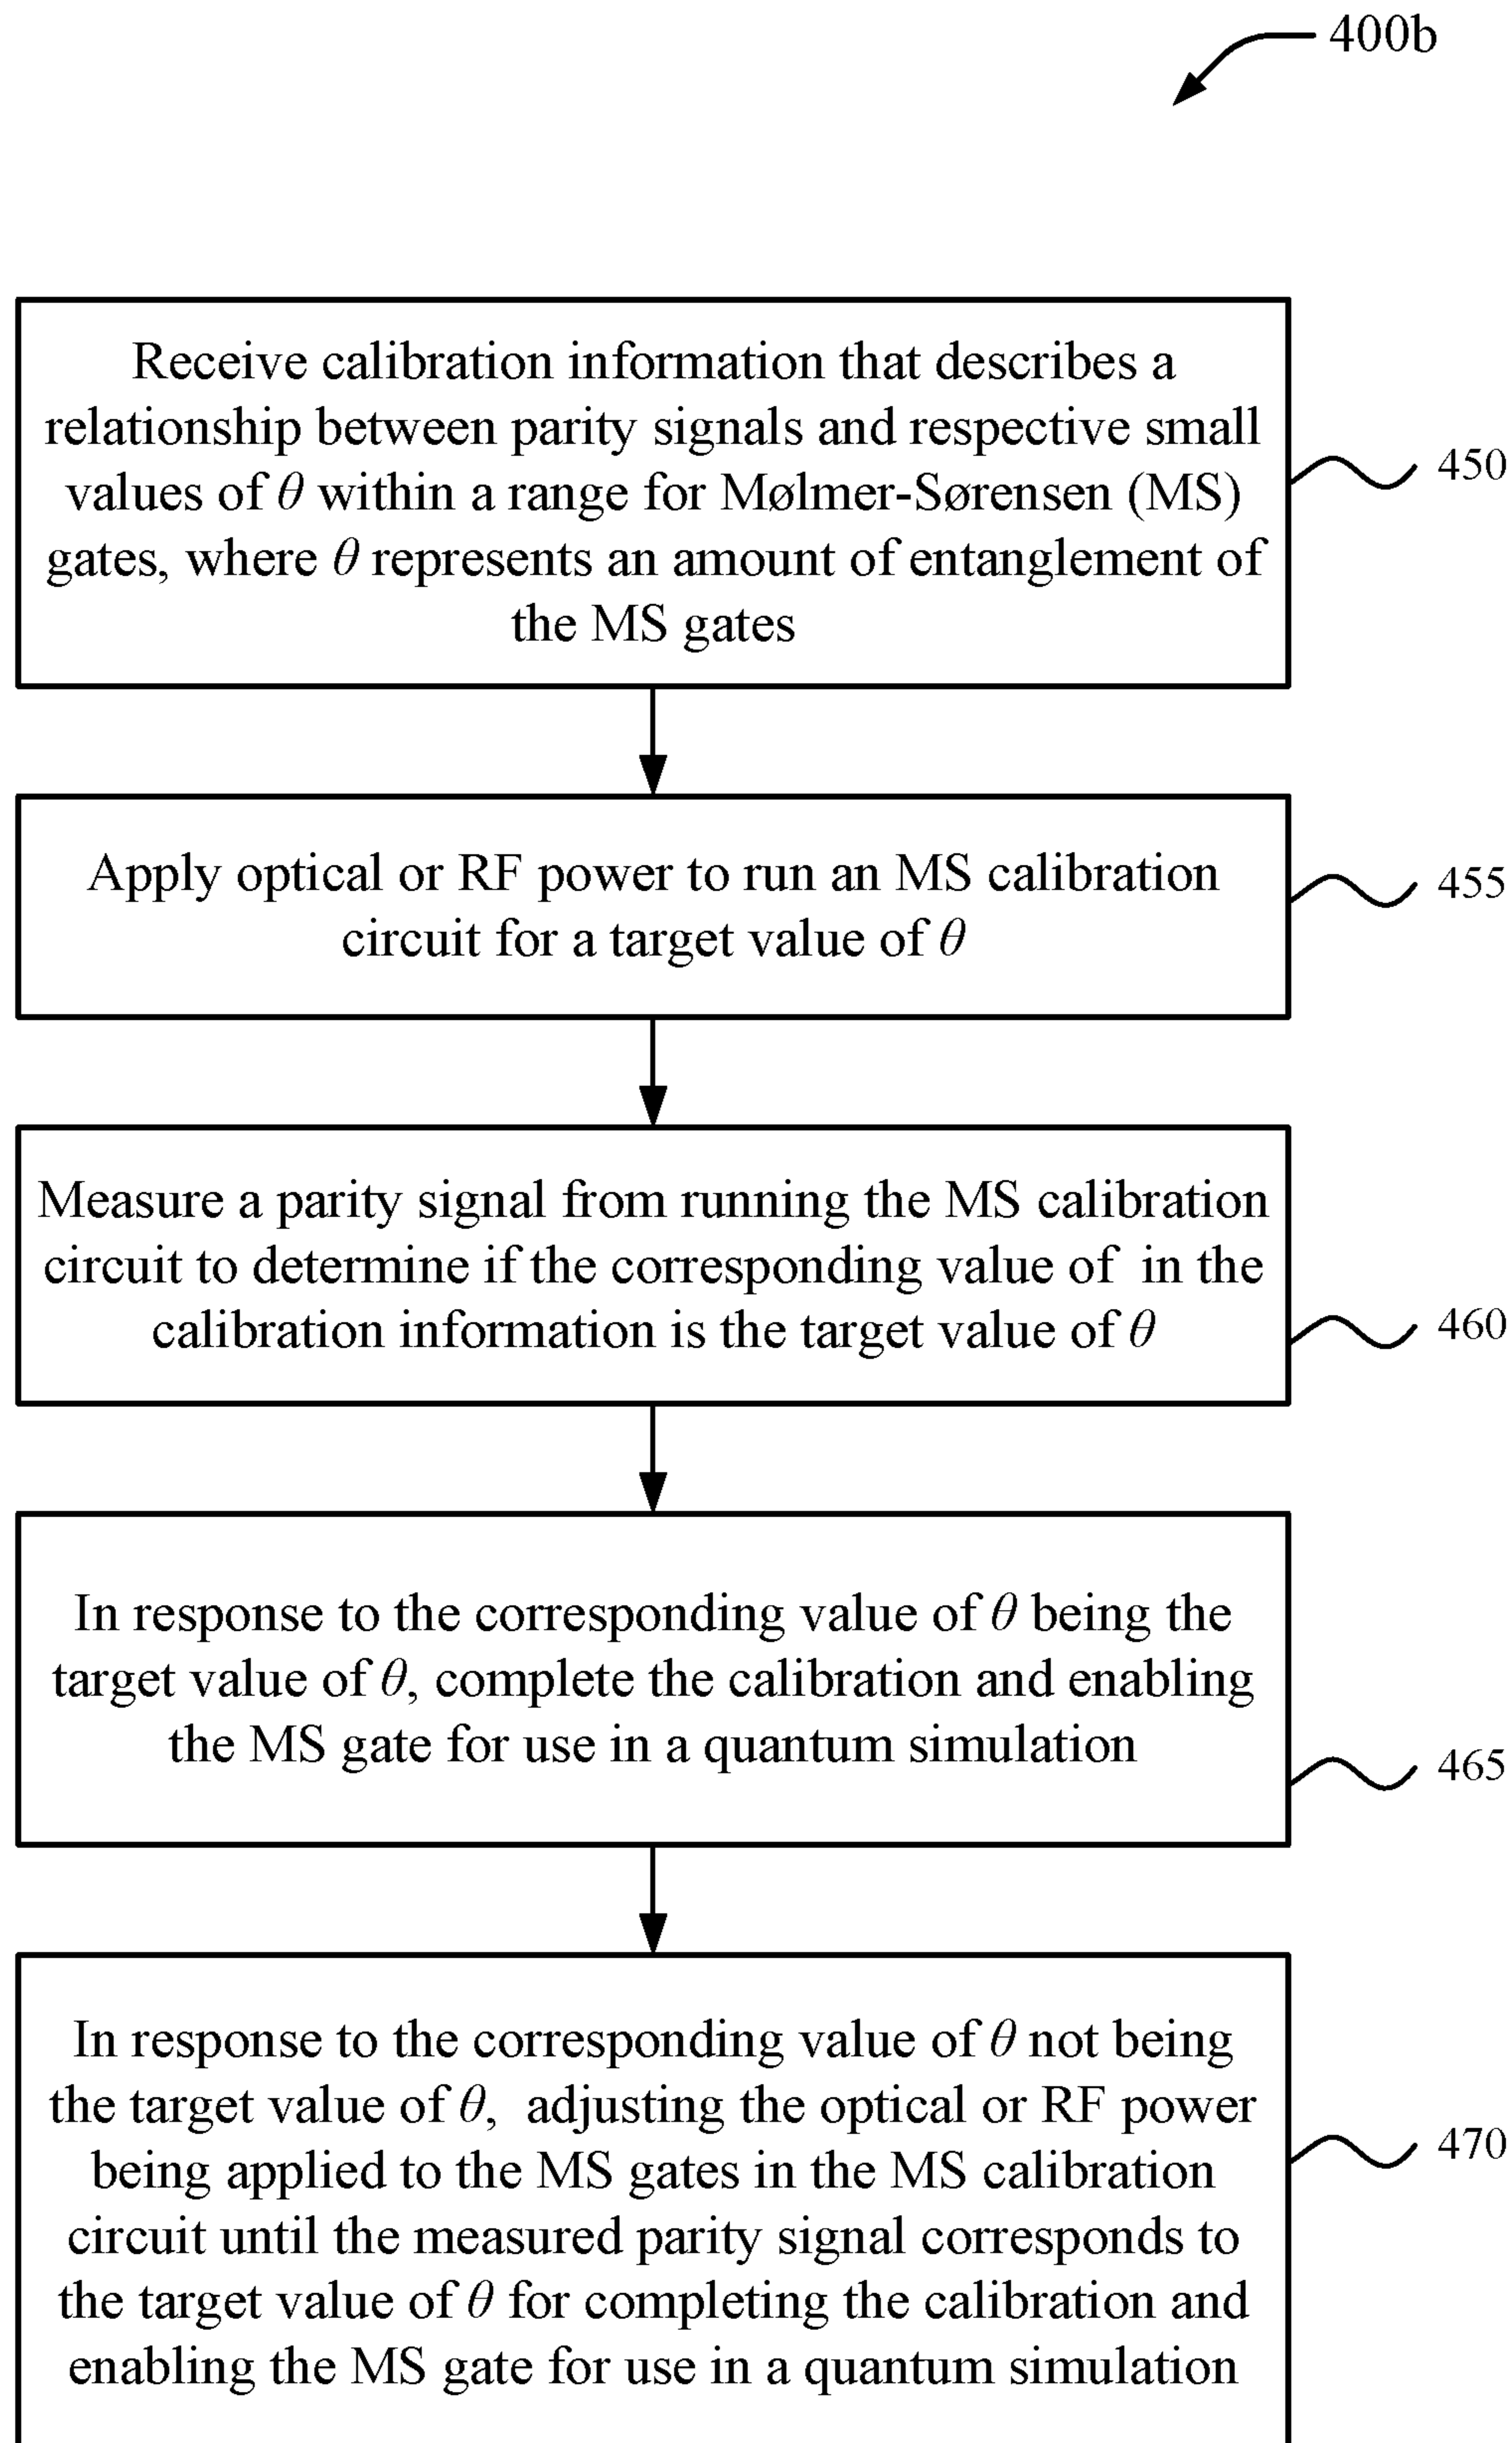 400b
Receive calibration information that describes a
relationship between parity signals and respective small
values of θ within a range for Mølmer-Sørensen (MS)
gates, where θ represents an amount of entanglement of
the MS gates
450
Apply optical or RF power to run an MS calibration
circuit for a target value of θ
455
Measure a parity signal from running the MS calibration
circuit to determine if the corresponding value of  in the
calibration information is the target value of θ
460
In response to the corresponding value of θ being the
target value of θ, complete the calibration and enabling
the MS gate for use in a quantum simulation
465
In response to the corresponding value of θ not being
the target value of θ,  adjusting the optical or RF power
being applied to the MS gates in the MS calibration
circuit until the measured parity signal corresponds to
the target value of θ for completing the calibration and
enabling the MS gate for use in a quantum simulation
470